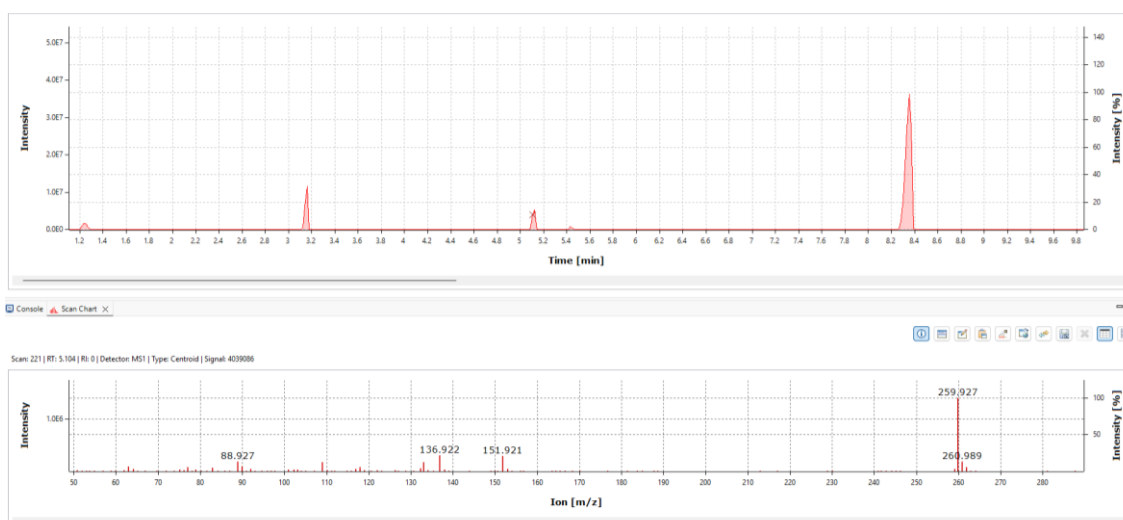 5.0E7
4.0E7
3.0E7
2.0E7
1.0E7
0.0E0
Intensity
140
120
100
80
60
40
20
0
Intensity [%]
1.2 1.4 1.6 1.8 2 2.2 2.4 2.6 2.8 3 3.2 3.4 3.6 3.8 4 4.2 4.4 4.6 4.8 5 5.2 5.4 5.6 5.8 6 6.2 6.4 6.6 6.8 7 7.2 7.4 7.6 7.8 8 8.2 8.4 8.6 8.8 9 9.2 9.4 9.6 9.8
Time [min]
Console Scan Chart
Scan: 221 | RT: 5.104 | RI: 0 | Detector: MS1 | Type: Centroid | Signal: 4039086
1.0E6
Intensity
259.927
260.989
151.921
136.922
88.927
100
50
Intensity [%]
50 60 70 80 90 100 110 120 130 140 150 160 170 180 190 200 210 220 230 240 250 260 270 280
Ion [m/z]